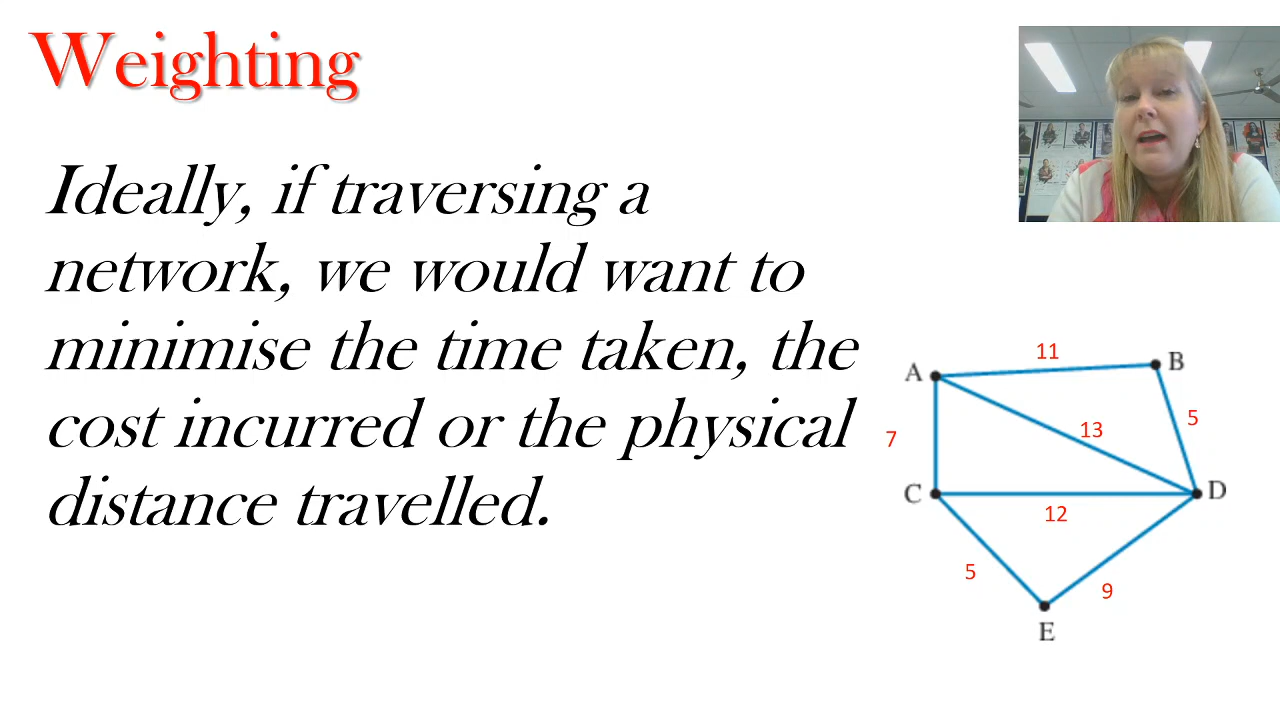 Weighting
Ideally, if traversing a
network, we would want to
minimise the time taken, the
cost incurred or the physical
distance travelled.
11
B
A
5
13
7
C
D
12
5
9
E